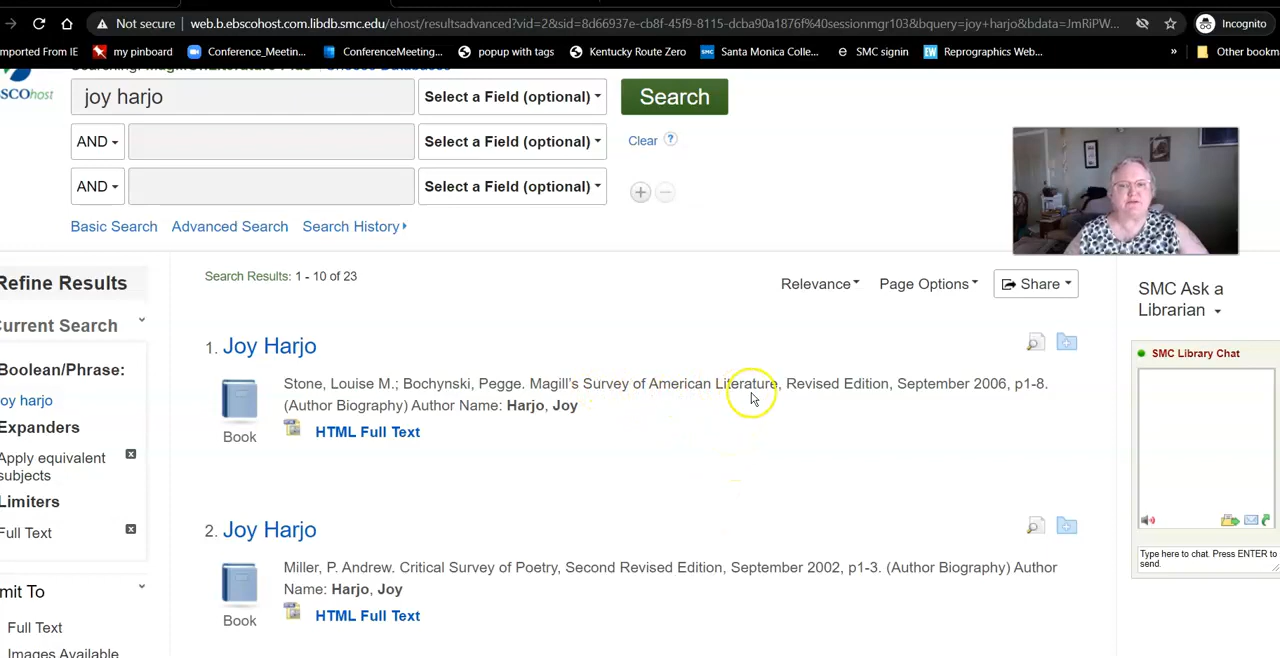 Not secure | web.b.ebscohost.com.libdb.smc.edu/ehost/resultsadvanced?vid=2&sid=8d66937e-cb8f-45f9-8115-dcba90a1876f%40sessionmgr103&bquery=joy+harjo&bdata=JmRiPW... Incognito
mported From IE my pinboard Conference_Meetin... ConferenceMeeting... popup with tags Kentucky Route Zero SMC Santa Monica Colle... e SMC signin EW Reprographics Web... » Other bookm
SCOhost
joy harjo Select a Field (optional) Search
AND Select a Field (optional) Clear ?
AND Select a Field (optional)
Basic Search Advanced Search Search History
Refine Results
Current Search
Boolean/Phrase:
oy harjo
Expanders
Apply equivalent
subjects
Limiters
Full Text
mit To
Full Text
Images Available
Search Results: 1 - 10 of 23
Relevance Page Options Share
1. Joy Harjo
Stone, Louise M.; Bochynski, Pegge. Magill's Survey of American Literature, Revised Edition, September 2006, p1-8.
(Author Biography) Author Name: Harjo, Joy
Book
HTML Full Text
2. Joy Harjo
Miller, P. Andrew. Critical Survey of Poetry, Second Revised Edition, September 2002, p1-3. (Author Biography) Author
Name: Harjo, Joy
Book
HTML Full Text
SMC Ask a
Librarian
SMC Library Chat
Type here to chat. Press ENTER to
send.